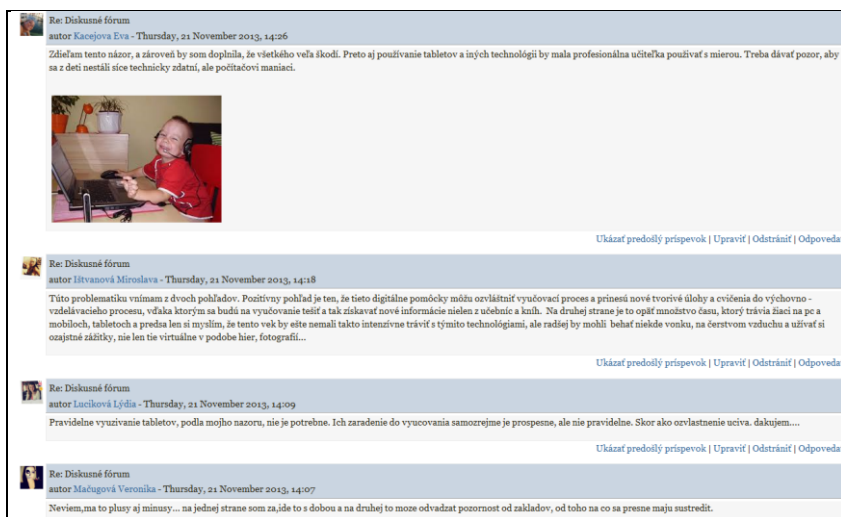 Re: Diskusné fórum
autor Kacejova Eva - Thursday, 21 November 2013, 14:26
Zdieľam tento názor, a zároveň by som doplnila, že všetkého veľa škodí. Preto aj používanie tabletov a iných technológii by mala profesionálna učiteľka použivať s mierou. Treba dávať pozor, aby
sa z detí nestáli síce technicky zdatní, ale počítačovi maniaci.
Ukázať predošlý príspevok | Upraviť | Odstrániť | Odpoveda
Re: Diskusné fórum
autor Ištvanová Miroslava - Thursday, 21 November 2013, 14:18
Túto problematiku vnímam z dvoch pohľadov. Pozitívny pohľad je ten, že tieto digitálne pomôcky môžu ozvláštniť vyučovací proces a prinesú nové tvorivé úlohy a cvičenia do výchovno -
vzdelávacieho procesu, vďaka ktorým sa budú na vyučovanie tešiť a tak získavať nové informácie nielen z učebníc a kníh. Na druhej strane je to opäť množstvo času, ktorý trávia žiaci na pc a
mobiloch, tabletoch a predsa len si myslím, že tento vek by ešte nemali takto intenzívne tráviť s týmito technológiami, ale radšej by mohli behať niekde vonku, na čerstvom vzduchu a užívať si
ozajstné zážitky, nie len tie virtuálne v podobe hier, fotografií...
Ukázať predošlý príspevok | Upraviť | Odstrániť | Odpoveda
Re: Diskusné fórum
autor Luciková Lýdia - Thursday, 21 November 2013, 14:09
Pravidelne vyuzivanie tabletov, podla mojho nazoru, nie je potrebne. Ich zaradenie do vyucovania samozrejme je prospesne, ale nie pravidelne. Skor ako ozvlastnenie uciva. dakujem....
Ukázať predošlý príspevok | Upraviť | Odstrániť | Odpoveda
Re: Diskusné fórum
autor Mačugová Veronika - Thursday, 21 November 2013, 14:07
Neviem,ma to plusy aj minusy... na jednej strane som za,ide to s dobou a na druhej to moze odvadzat pozornost od zakladov, od toho na co sa presne maju sustredit.